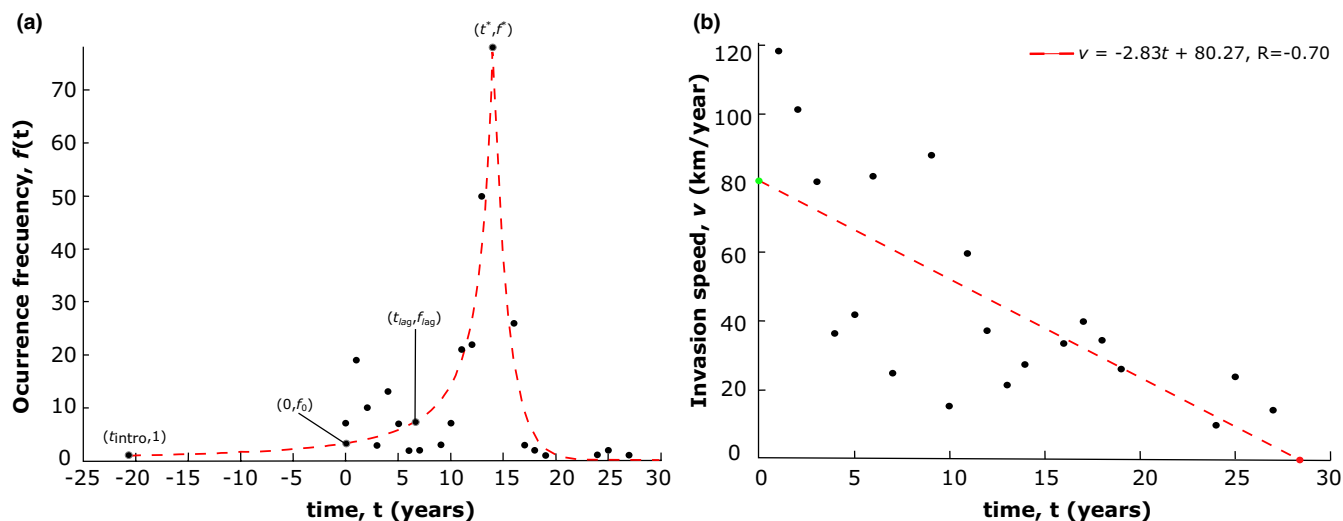 (a)
(t*,f*)
70
60
50
40
30
20
10
0
Ocurrence frecuency, f(t)
(tlag,flag)
(0,f0)
(tintro,1)
-25 -20 -15 -10 -5 0 5 10 15 20 25 30
time, t (years)
(b)
v = -2.83t + 80.27, R=-0.70
120
100
80
60
40
20
0
Invasion speed, v (km/year)
0 5 10 15 20 25 30
time, t (years)